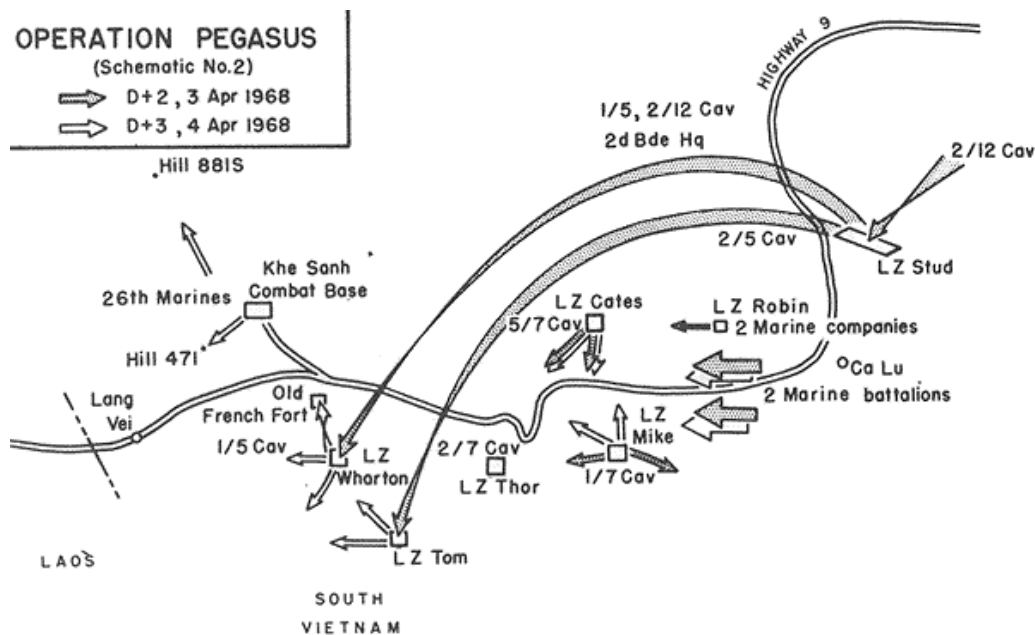 OPERATION PEGASUS
(Schematic No.2)
D+2, 3 Apr 1968
D+3, 4 Apr 1968
Hill 881S
HIGHWAY 9
1/5, 2/12 Cav
2d Bde Hq
2/12 Cav
2/5 Cav
LZ Stud
Khe Sanh
Combat Base
26th Marines
Hill 471
LZ Cates
5/7 Cav
LZ Robin
2 Marine companies
Ca Lu
2 Marine battalions
Lang
Vei
Old
French Fort
1/5 Cav
LZ
Wharton
2/7 Cav
LZ Thor
LZ
Mike
1/7 Cav
LZ Tom
LAOS
SOUTH
VIETNAM